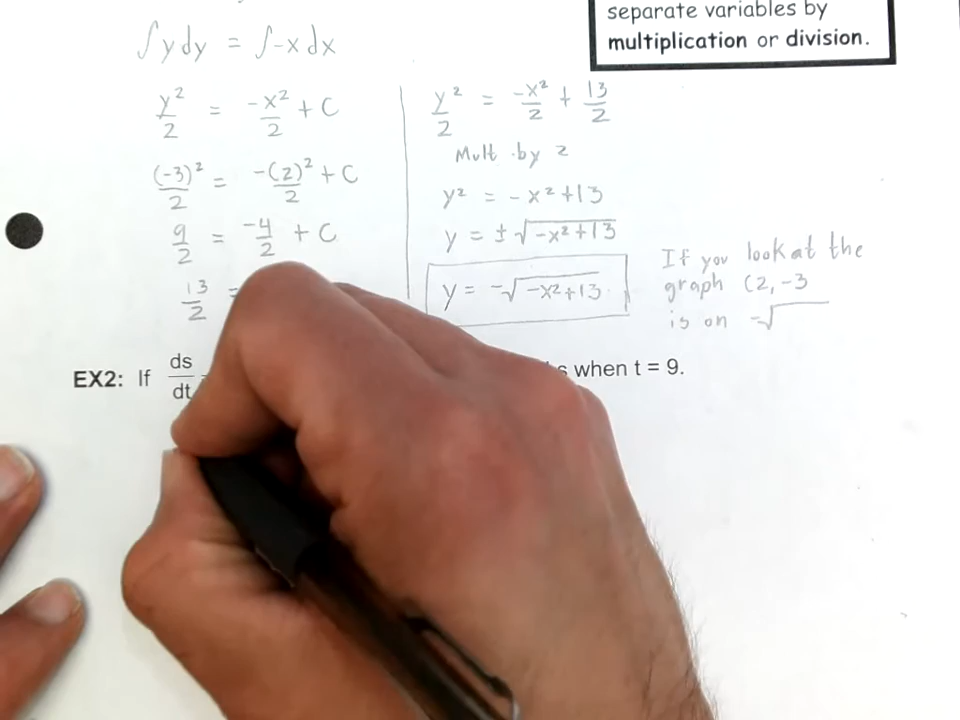 separate variables by
multiplication or division.
∫ y dy = ∫ -x dx
y²/2 = -x²/2 + C
(-3)²/2 = -(2)²/2 + C
9/2 = -4/2 + C
13/2 =
y²/2 = -x²/2 + 13/2
Mult by 2
y² = -x² + 13
y = ±√-x²+13
y = -√-x²+13
If you look at the
graph (2, -3
is on -√
EX2: If ds/dt when t = 9.